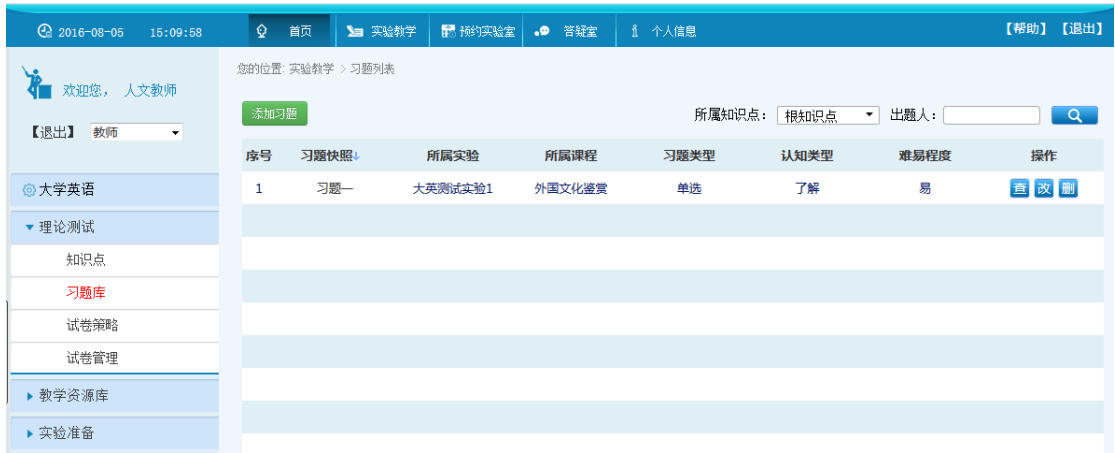 2016-08-05 15:09:58 首页 实验教学 预约实验室 答疑室 个人信息 【帮助】 【退出】
欢迎您， 人文教师
【退出】 教师
大学英语
理论测试
知识点
习题库
试卷策略
试卷管理
教学资源库
实验准备
您的位置: 实验教学 > 习题列表
添加习题 所属知识点： 根知识点 出题人：
序号 习题快照↓ 所属实验 所属课程 习题类型 认知类型 难易程度 操作
1 习题一 大英测试实验1 外国文化鉴赏 单选 了解 易 查 改 删